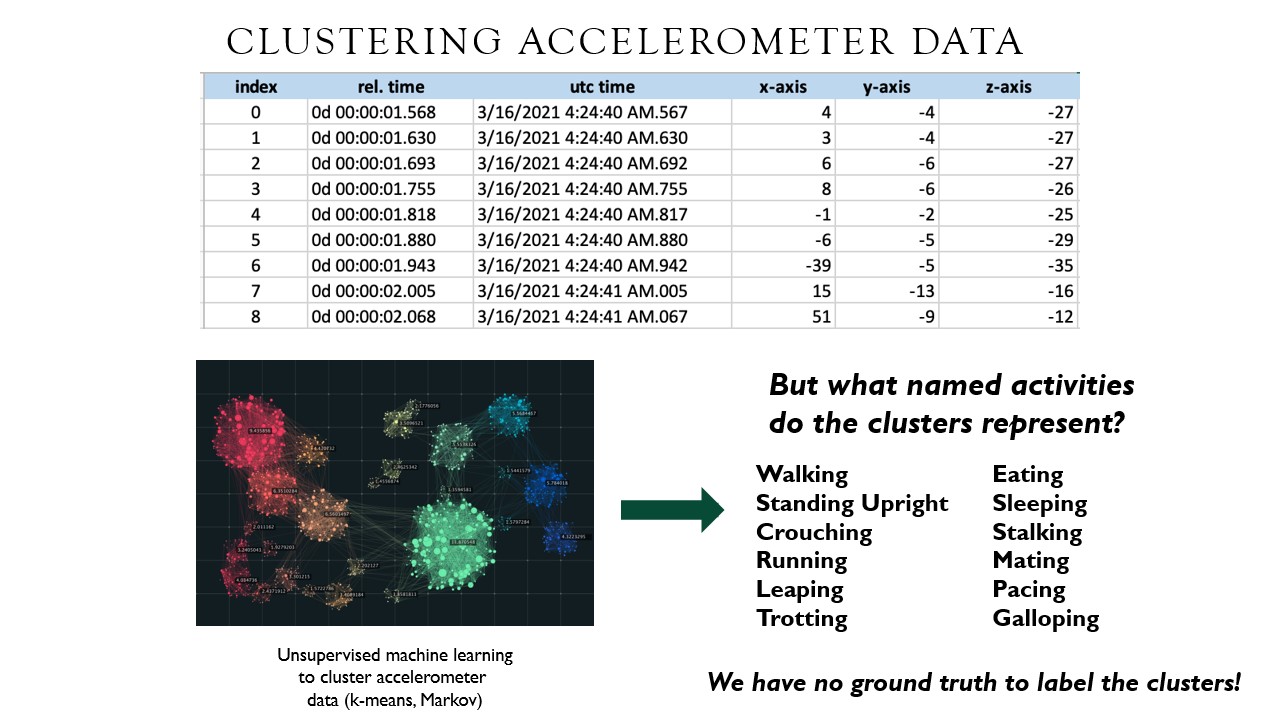 CLUSTERING ACCELEROMETER DATA
index rel. time utc time x-axis y-axis z-axis
0 0d 00:00:01.568 3/16/2021 4:24:40 AM.567 4 -4 -27
1 0d 00:00:01.630 3/16/2021 4:24:40 AM.630 3 -4 -27
2 0d 00:00:01.693 3/16/2021 4:24:40 AM.692 6 -6 -27
3 0d 00:00:01.755 3/16/2021 4:24:40 AM.755 8 -6 -26
4 0d 00:00:01.818 3/16/2021 4:24:40 AM.817 -1 -2 -25
5 0d 00:00:01.880 3/16/2021 4:24:40 AM.880 -6 -5 -29
6 0d 00:00:01.943 3/16/2021 4:24:40 AM.942 -39 -5 -35
7 0d 00:00:02.005 3/16/2021 4:24:41 AM.005 15 -13 -16
8 0d 00:00:02.068 3/16/2021 4:24:41 AM.067 51 -9 -12
Unsupervised machine learning
to cluster accelerometer
data (k-means, Markov)
But what named activities
do the clusters represent?
Walking
Standing Upright
Crouching
Running
Leaping
Trotting
Eating
Sleeping
Stalking
Mating
Pacing
Galloping
We have no ground truth to label the clusters!